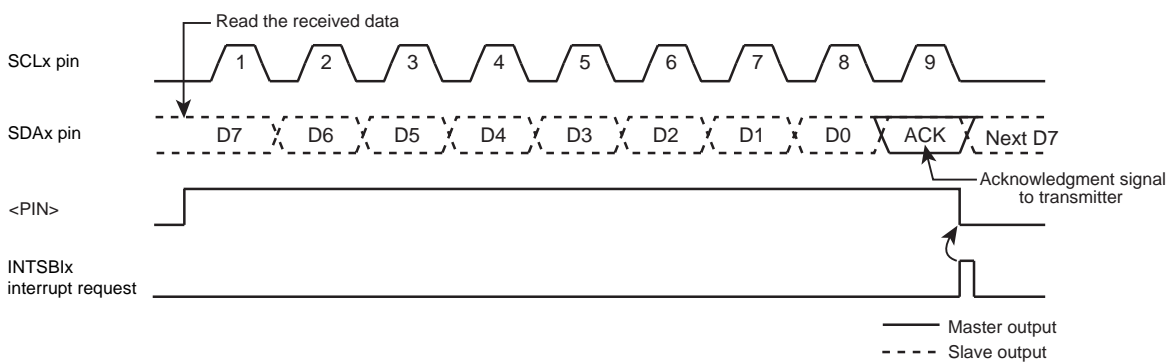 Read the received data
SCLx pin
1 2 3 4 5 6 7 8 9
SDAx pin
D7 D6 D5 D4 D3 D2 D1 D0 ACK Next D7
Acknowledgment signal
to transmitter
<PIN>
INTSBIx
interrupt request
Master output
Slave output